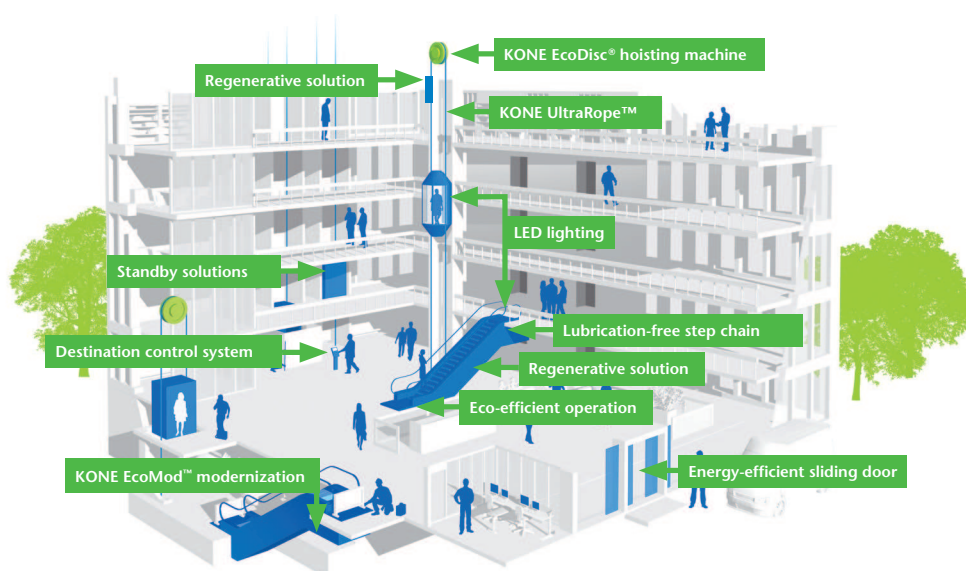 KONE EcoDisc® hoisting machine
Regenerative solution
KONE UltraRope™
LED lighting
Standby solutions
Lubrication-free step chain
Destination control system
Regenerative solution
Eco-efficient operation
KONE EcoMod™ modernization
Energy-efficient sliding door